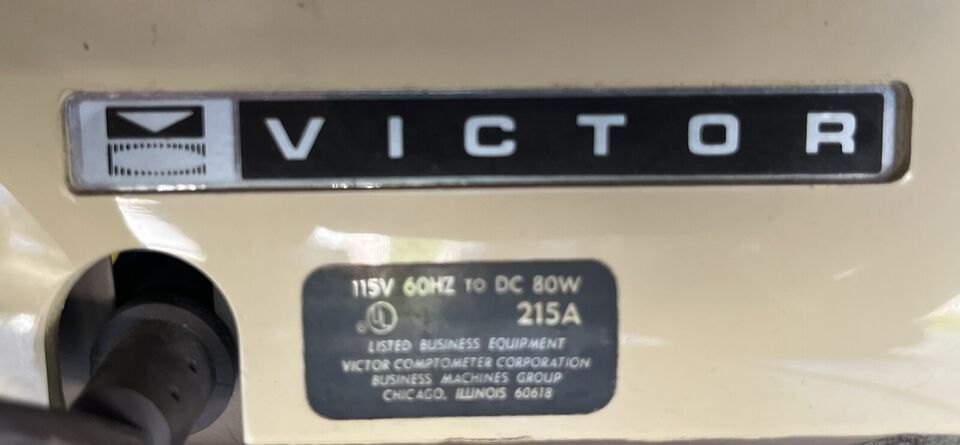 VICTOR
115V 60HZ TO DC 80W
UL 215A
LISTED BUSINESS EQUIPMENT
VICTOR COMPTOMETER CORPORATION
BUSINESS MACHINES GROUP
CHICAGO, ILLINOIS 60618